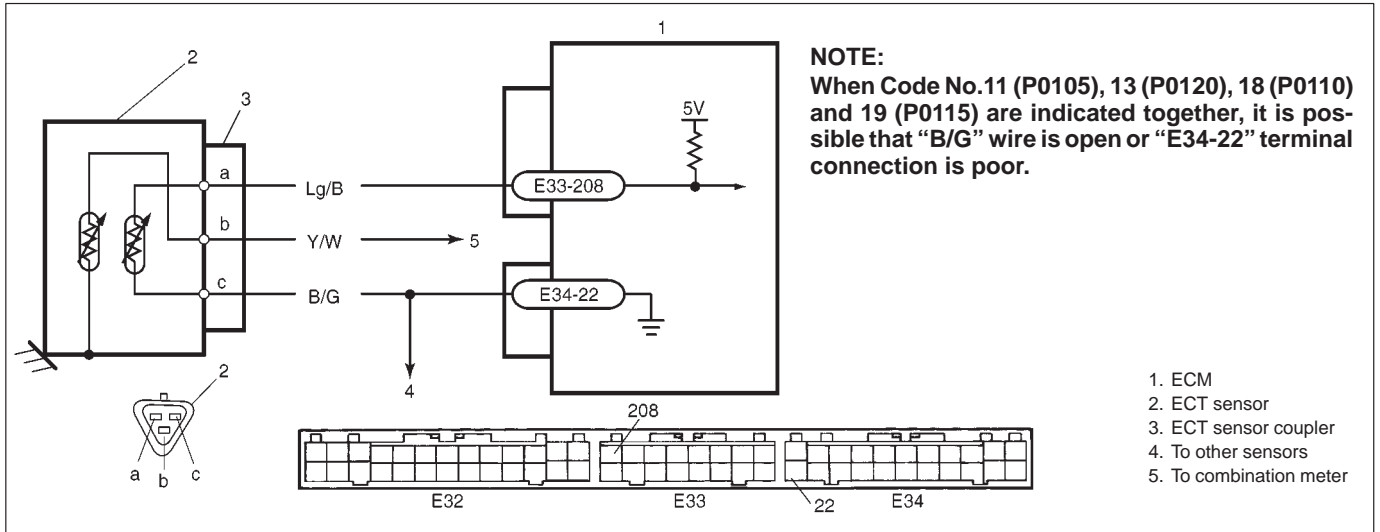 1
2
3
NOTE:
When Code No.11 (P0105), 13 (P0120), 18 (P0110)
and 19 (P0115) are indicated together, it is pos-
sible that “B/G” wire is open or “E34-22” terminal
connection is poor.
5V
a
Lg/B
E33-208
b
Y/W
5
c
B/G
E34-22
4
2
a
b
c
208
22
E32
E33
E34
1. ECM
2. ECT sensor
3. ECT sensor coupler
4. To other sensors
5. To combination meter